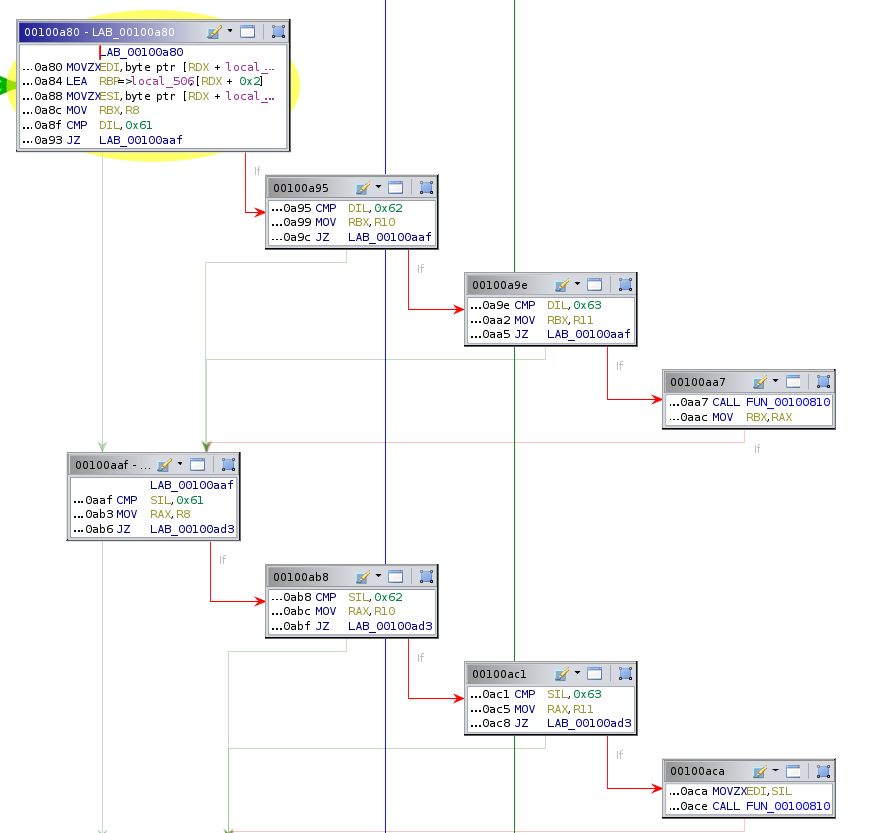 00100a80 - LAB_00100a80
LAB_00100a80
...0a80 MOVZX EDI,byte ptr [RDX + local_...
...0a84 LEA RBP=>local_506,[RDX + 0x2]
...0a88 MOVZX ESI,byte ptr [RDX + local_...
...0a8c MOV RBX,R8
...0a8f CMP DIL,0x61
...0a93 JZ LAB_00100aaf
If
00100a95
...0a95 CMP DIL,0x62
...0a99 MOV RBX,R10
...0a9c JZ LAB_00100aaf
If
00100a9e
...0a9e CMP DIL,0x63
...0aa2 MOV RBX,R11
...0aa5 JZ LAB_00100aaf
If
00100aa7
...0aa7 CALL FUN_00100810
...0aac MOV RBX,RAX
If
00100aaf - ...
LAB_00100aaf
...0aaf CMP SIL,0x61
...0ab3 MOV RAX,R8
...0ab6 JZ LAB_00100ad3
If
00100ab8
...0ab8 CMP SIL,0x62
...0abc MOV RAX,R10
...0abf JZ LAB_00100ad3
If
00100ac1
...0ac1 CMP SIL,0x63
...0ac5 MOV RAX,R11
...0ac8 JZ LAB_00100ad3
If
00100aca
...0aca MOVZX EDI,SIL
...0ace CALL FUN_00100810